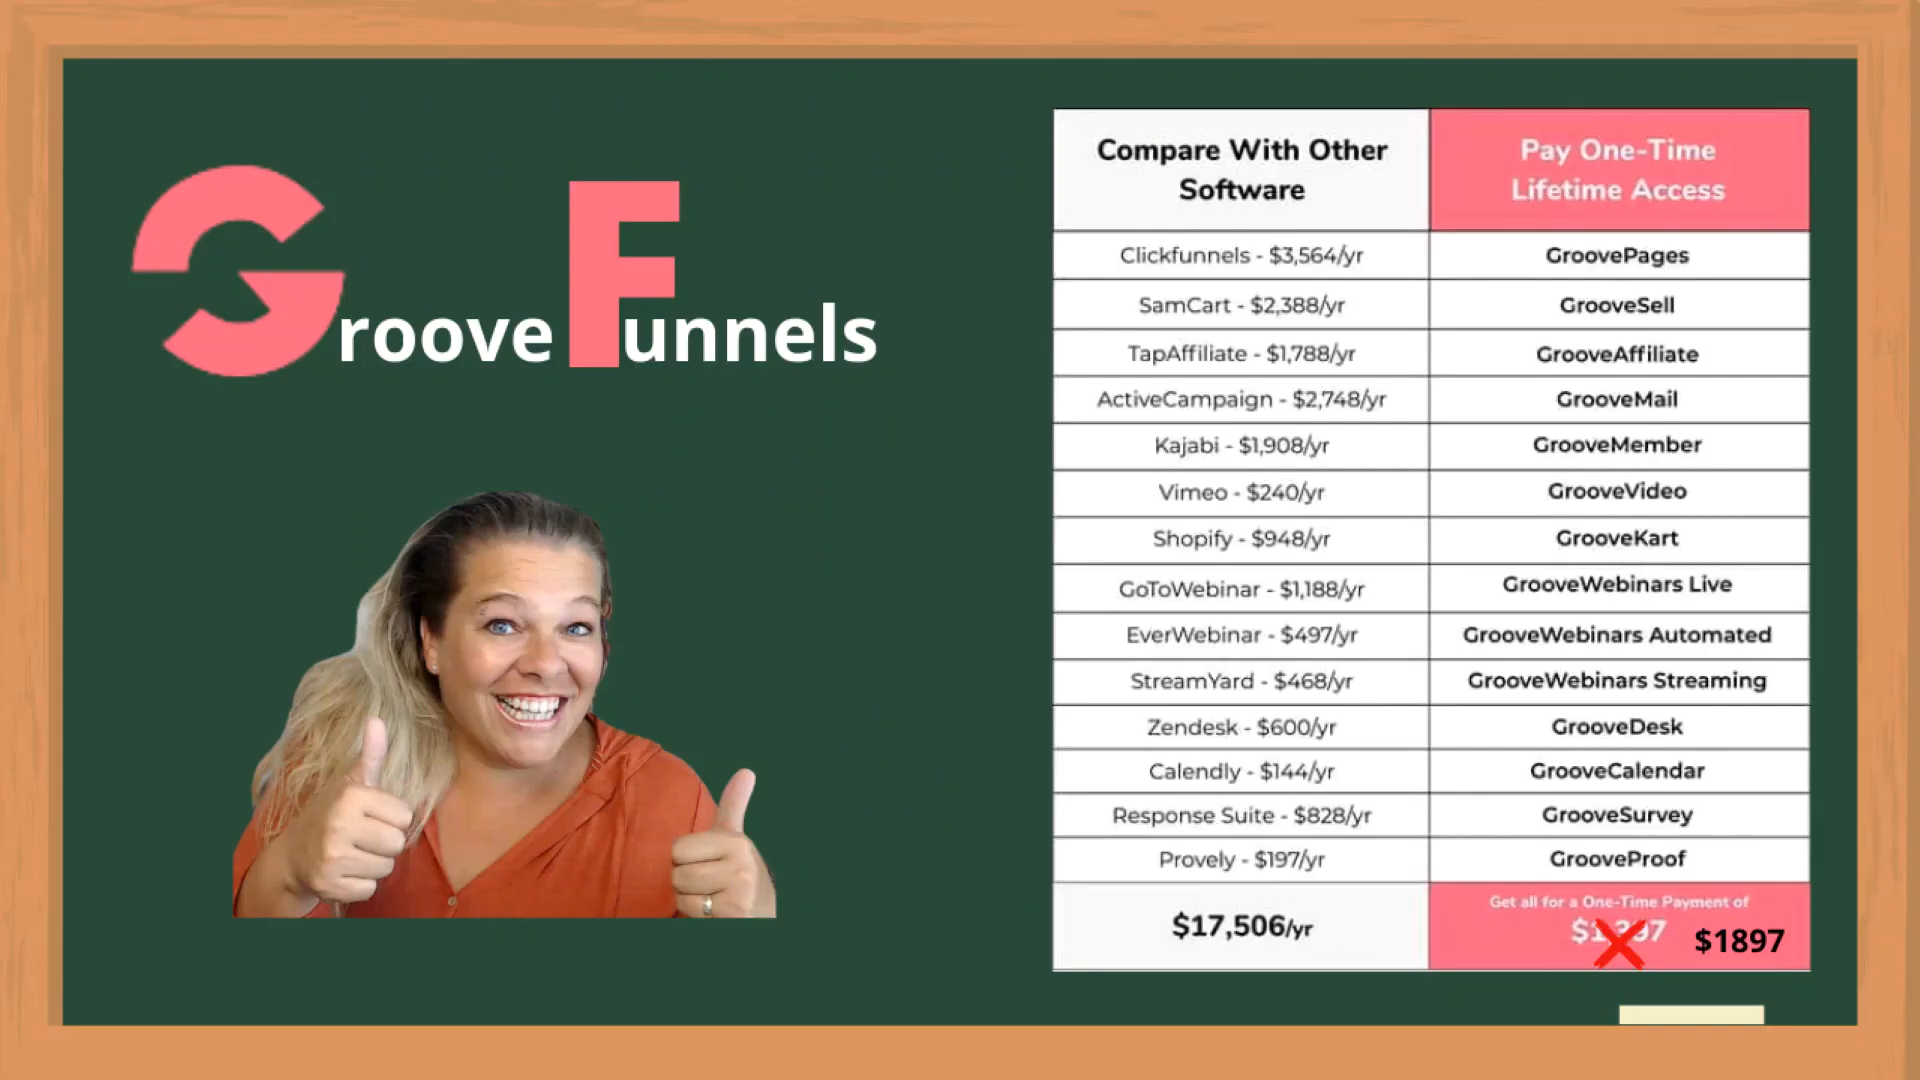 Groove Funnels
Compare With Other
Software
Pay One-Time
Lifetime Access
Clickfunnels - $3,564/yr
GroovePages
SamCart - $2,388/yr
GrooveSell
TapAffiliate - $1,788/yr
GrooveAffiliate
ActiveCampaign - $2,748/yr
GrooveMail
Kajabi - $1,908/yr
GrooveMember
Vimeo - $240/yr
GrooveVideo
Shopify - $948/yr
GrooveKart
GoToWebinar - $1,188/yr
GrooveWebinars Live
EverWebinar - $497/yr
GrooveWebinars Automated
StreamYard - $468/yr
GrooveWebinars Streaming
Zendesk - $600/yr
GrooveDesk
Calendly - $144/yr
GrooveCalendar
Response Suite - $828/yr
GrooveSurvey
Provely - $197/yr
GrooveProof
$17,506/yr
Get all for a One-Time Payment of
$1897